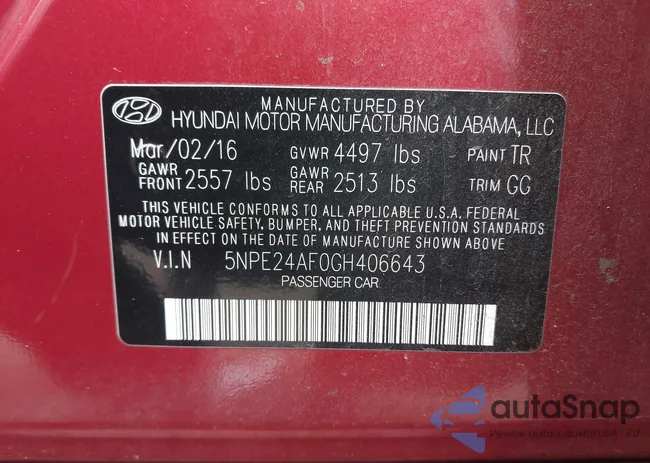 MANUFACTURED BY
HYUNDAI MOTOR MANUFACTURING ALABAMA, LLC
Mar/02/16 GVWR 4497 lbs PAINT TR
GAWR FRONT 2557 lbs GAWR REAR 2513 lbs TRIM GG
THIS VEHICLE CONFORMS TO ALL APPLICABLE U.S.A. FEDERAL
MOTOR VEHICLE SAFETY, BUMPER, AND THEFT PREVENTION STANDARDS
IN EFFECT ON THE DATE OF MANUFACTURE SHOWN ABOVE
V.I.N 5NPE24AF0GH406643
PASSENGER CAR
autaSnap